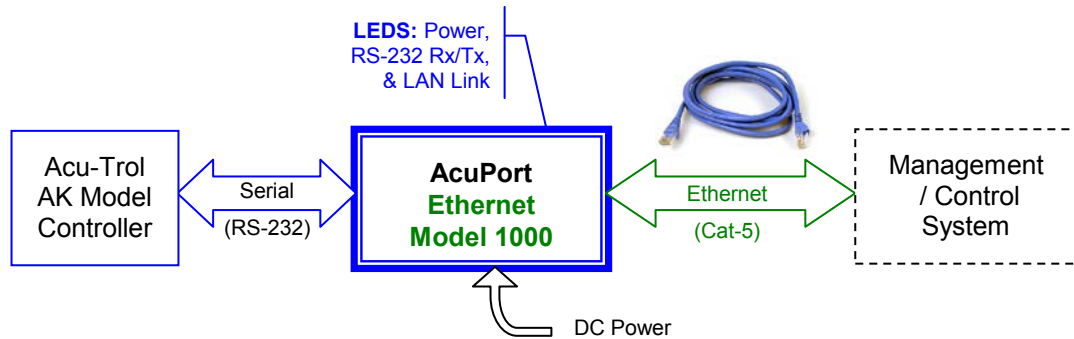 LEDS: Power,
RS-232 Rx/Tx,
& LAN Link
Acu-Trol
AK Model
Controller
Serial
(RS-232)
AcuPort
Ethernet
Model 1000
Ethernet
(Cat-5)
Management
/ Control
System
DC Power